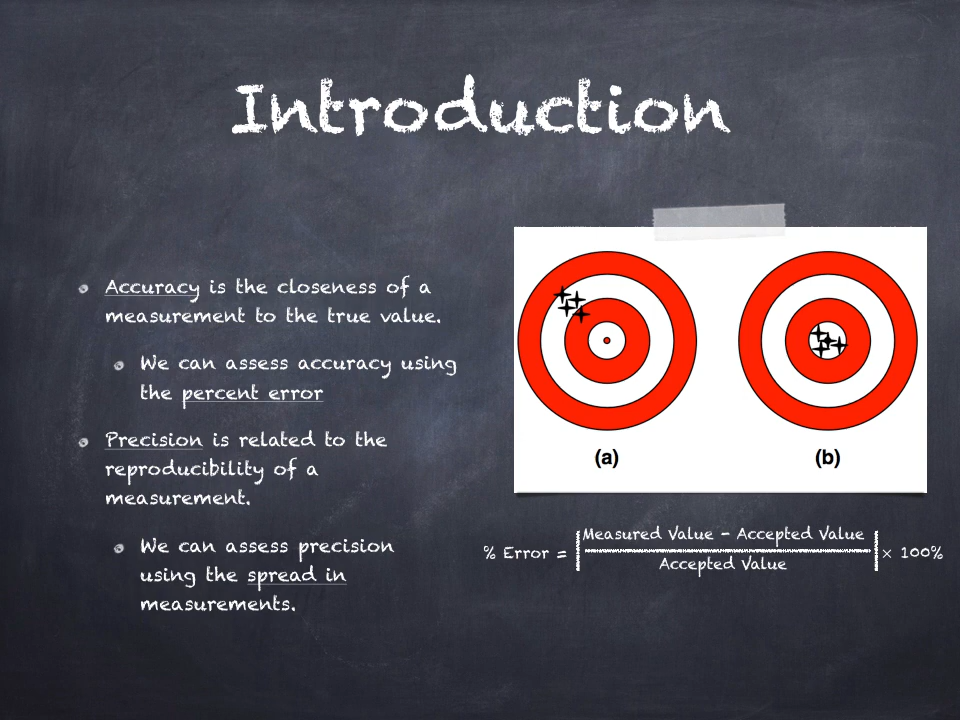 Introduction
Accuracy is the closeness of a
measurement to the true value.
We can assess accuracy using
the percent error
Precision is related to the
reproducibility of a
measurement.
We can assess precision
using the spread in
measurements.
(a)
(b)
% Error = | Measured Value - Accepted Value / Accepted Value | × 100%